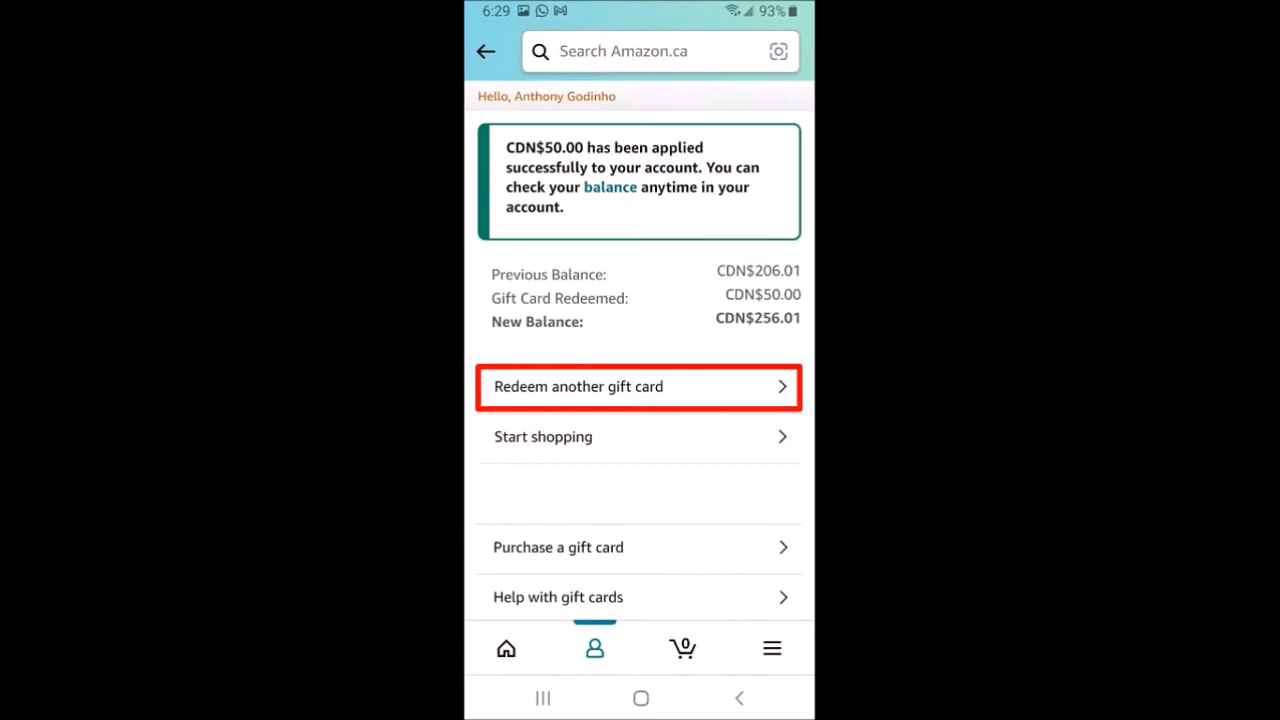 6:29 93%
Search Amazon.ca
Hello, Anthony Godinho
CDN$50.00 has been applied
successfully to your account. You can
check your balance anytime in your
account.
Previous Balance: CDN$206.01
Gift Card Redeemed: CDN$50.00
New Balance: CDN$256.01
Redeem another gift card
Start shopping
Purchase a gift card
Help with gift cards
0